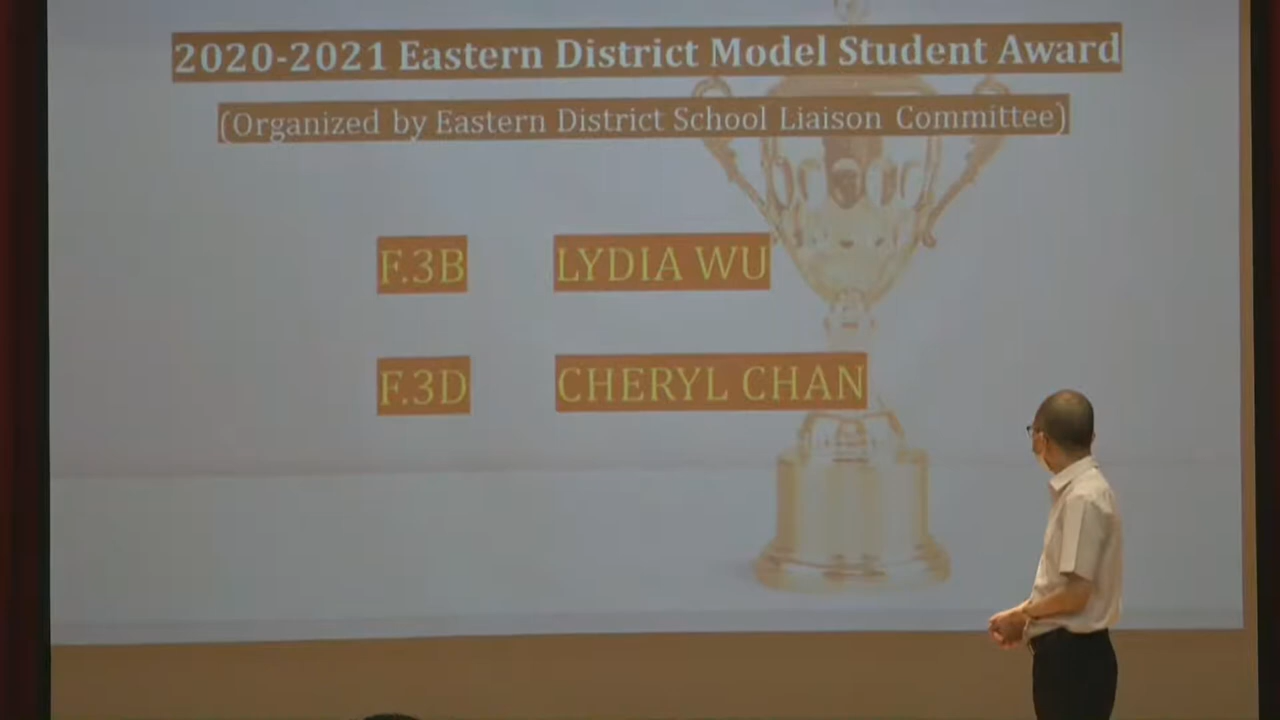 2020-2021 Eastern District Model Student Award
(Organized by Eastern District School Liaison Committee)
F.3B LYDIA WU
F.3D CHERYL CHAN